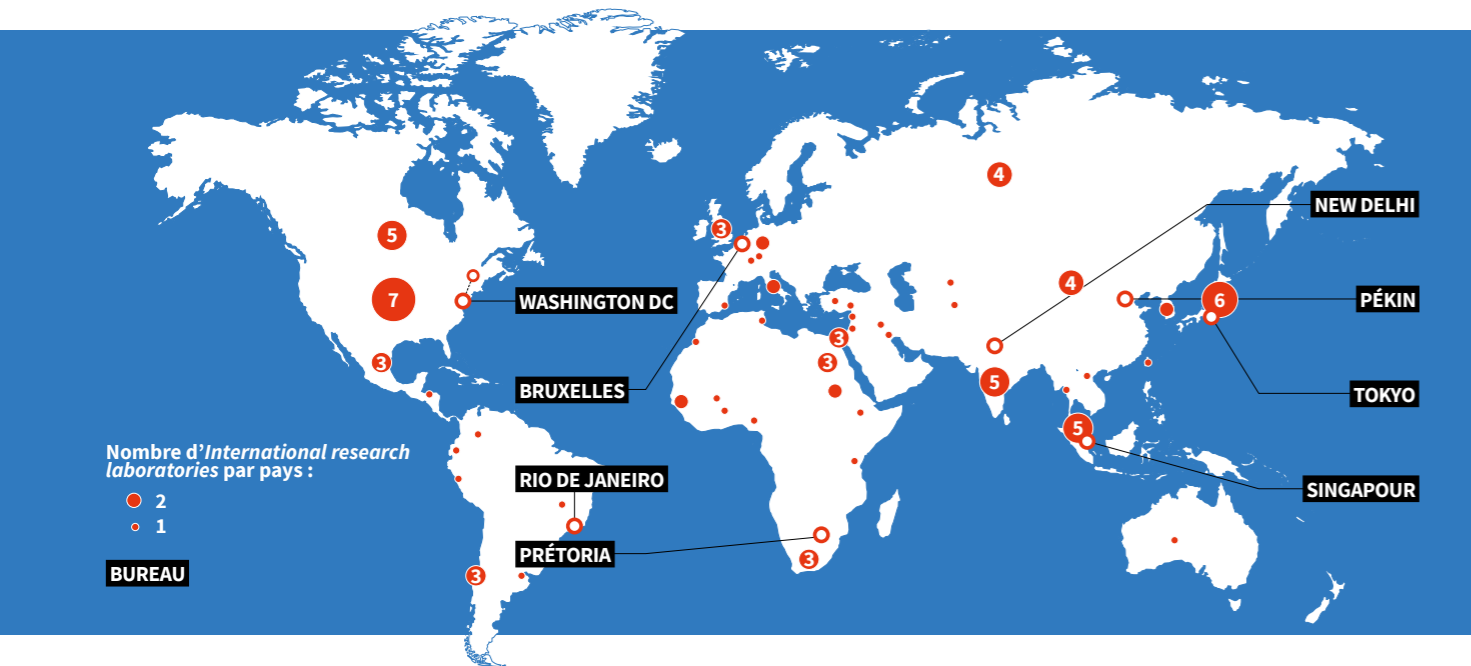 4
NEW DELHI
3
5
7
WASHINGTON DC
4
6
PÉKIN
3
3
3
BRUXELLES
5
TOKYO
5
Nombre d’International research
laboratories par pays :
2
1
RIO DE JANEIRO
SINGAPOUR
PRÉTORIA
3
3
BUREAU